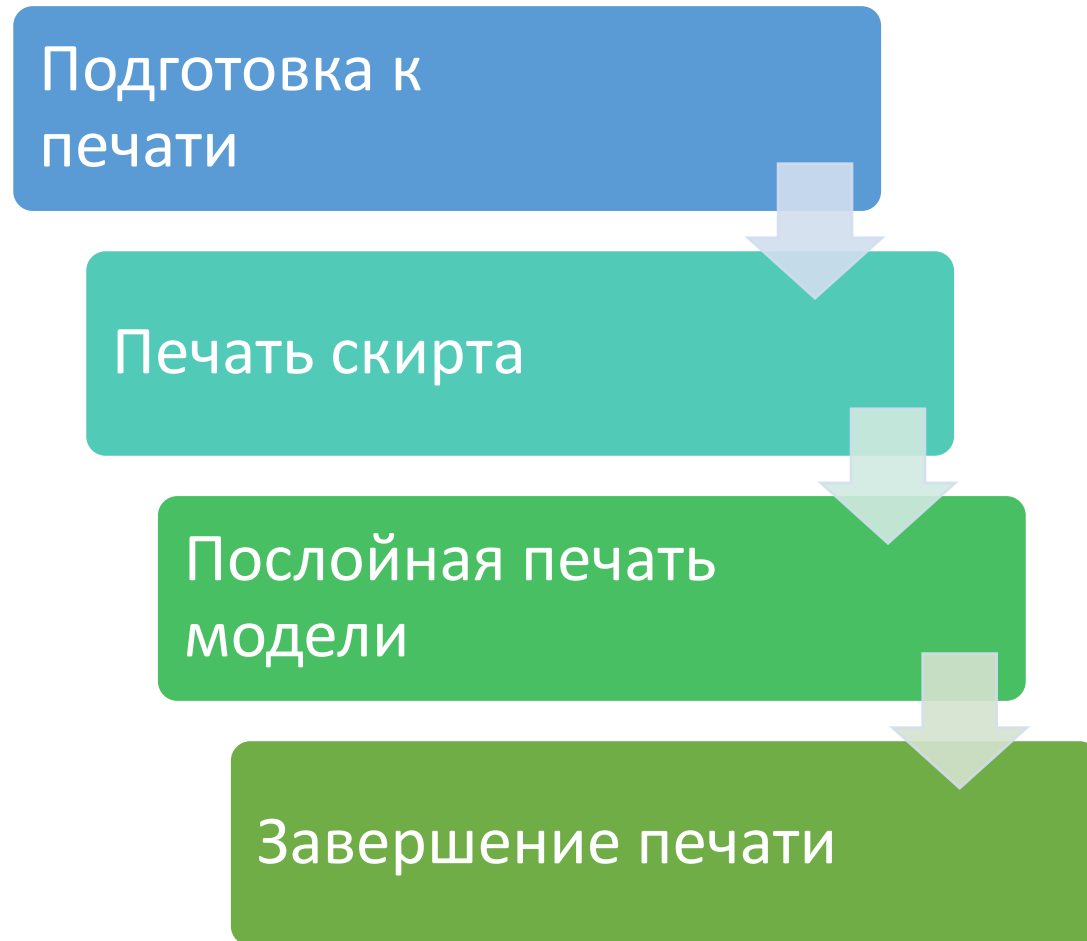 Подготовка к
печати
Печать скирта
Послойная печать
модели
Завершение печати